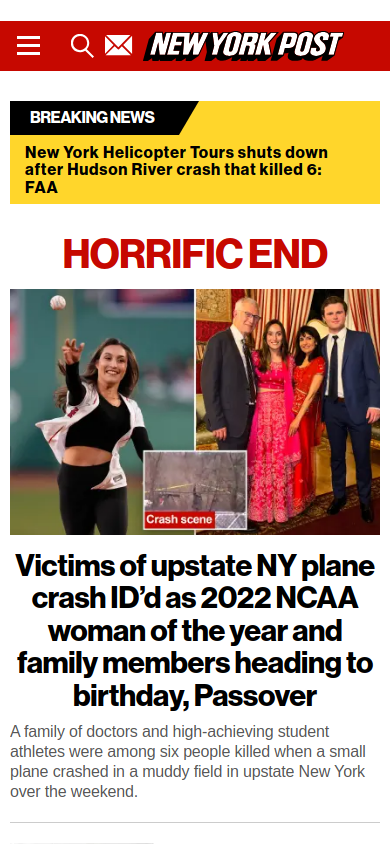 NEW YORK POST
BREAKING NEWS
New York Helicopter Tours shuts down
after Hudson River crash that killed 6:
FAA
HORRIFIC END
Crash scene
Victims of upstate NY plane
crash ID’d as 2022 NCAA
woman of the year and
family members heading to
birthday, Passover
A family of doctors and high-achieving student
athletes were among six people killed when a small
plane crashed in a muddy field in upstate New York
over the weekend.